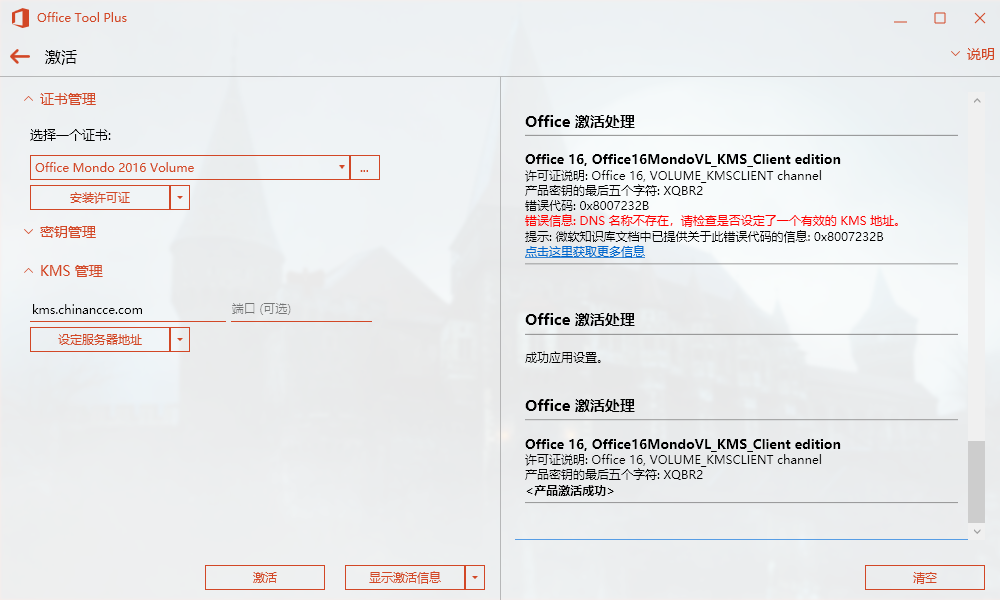 Office Tool Plus
激活
说明
证书管理
选择一个证书:
Office Mondo 2016 Volume
...
安装许可证
密钥管理
KMS 管理
kms.chinancce.com
端口 (可选)
设定服务器地址
激活
显示激活信息
Office 激活处理
Office 16, Office16MondoVL_KMS_Client edition
许可证说明: Office 16, VOLUME_KMSCLIENT channel
产品密钥的最后五个字符: XQBR2
错误代码: 0x8007232B
错误信息: DNS 名称不存在，请检查是否设定了一个有效的 KMS 地址。
提示: 微软知识库文档中已提供关于此错误代码的信息: 0x8007232B
点击这里获取更多信息
Office 激活处理
成功应用设置。
Office 激活处理
Office 16, Office16MondoVL_KMS_Client edition
许可证说明: Office 16, VOLUME_KMSCLIENT channel
产品密钥的最后五个字符: XQBR2
<产品激活成功>
清空